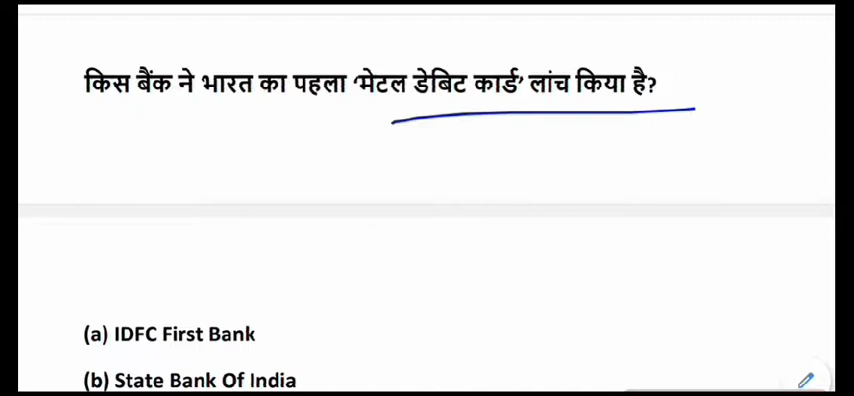 किस बैंक ने भारत का पहला ‘मेटल डेबिट कार्ड’ लांच किया है?
(a) IDFC First Bank
(b) State Bank Of India